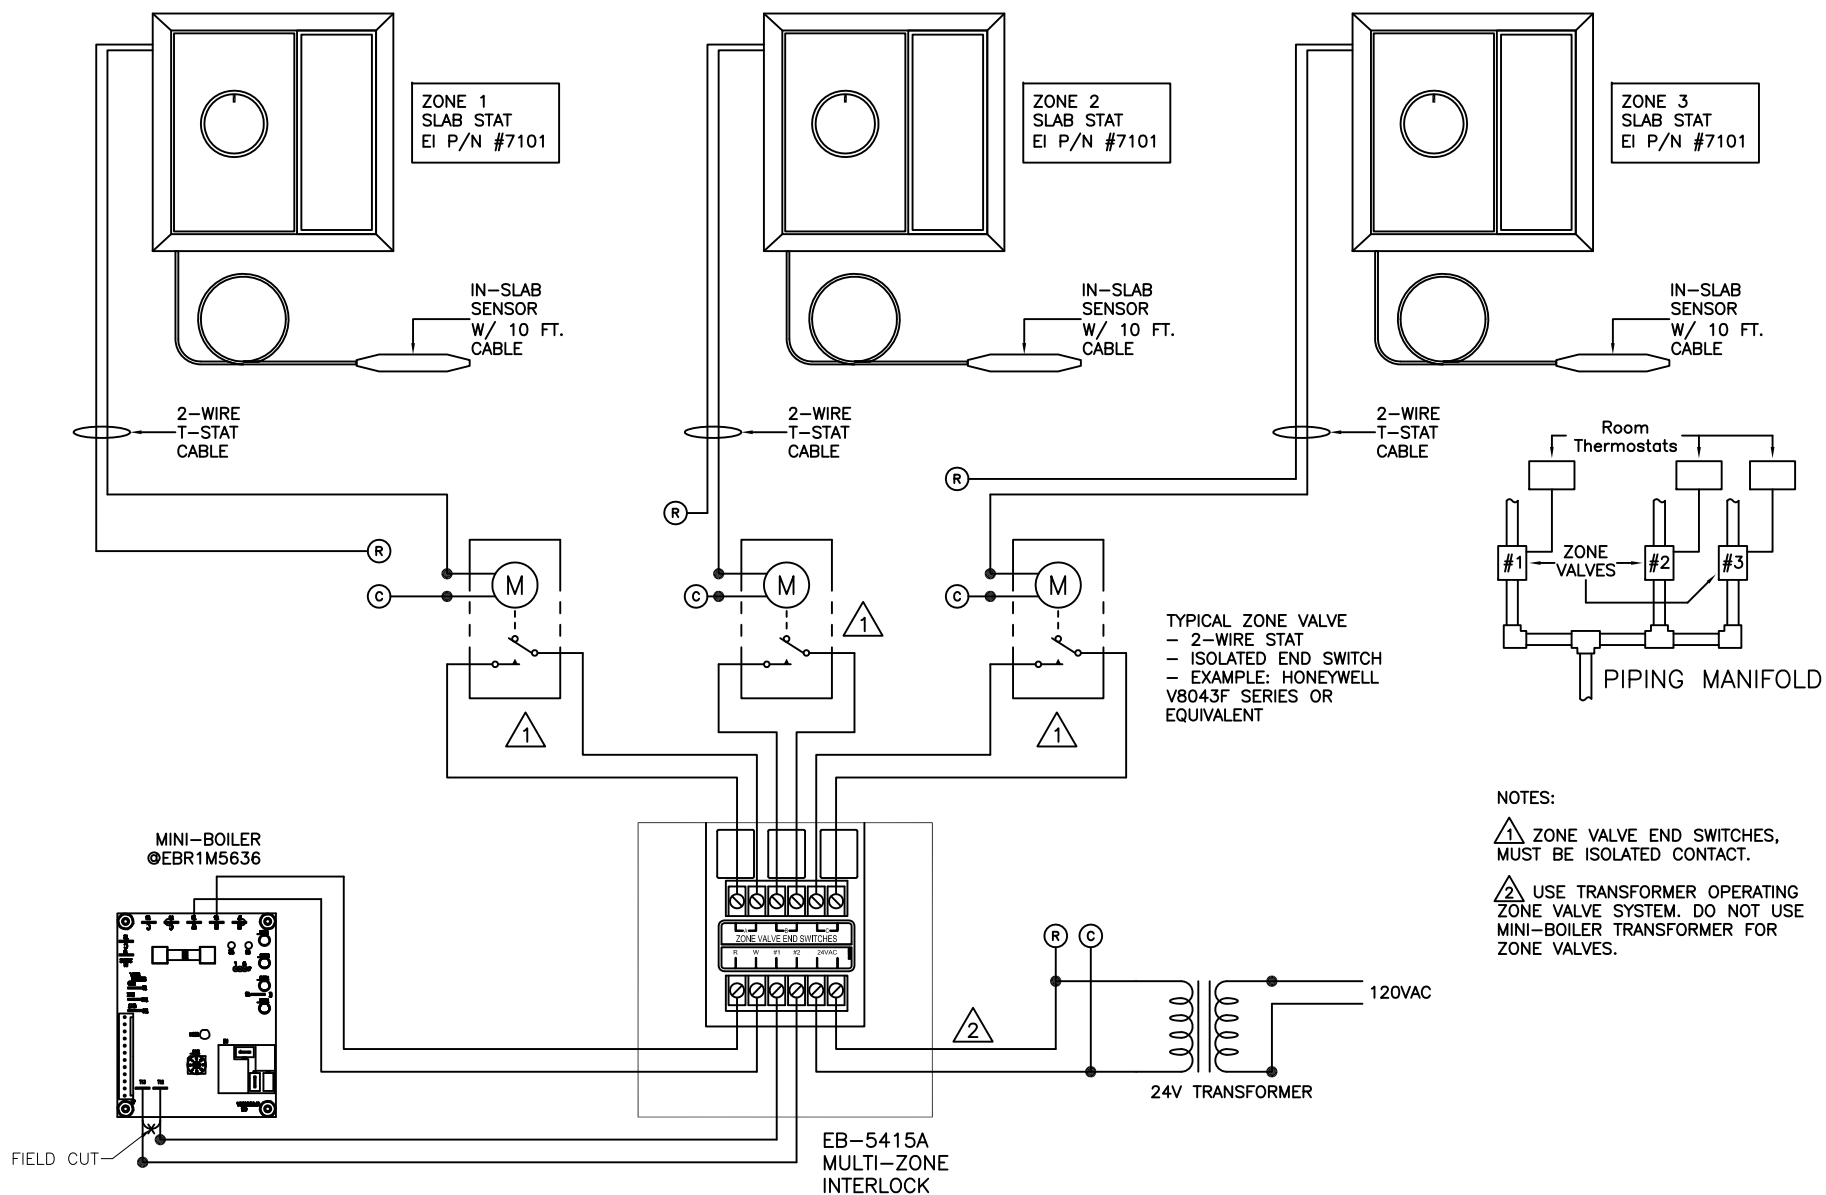 ZONE 1
SLAB STAT
EI P/N #7101
ZONE 2
SLAB STAT
EI P/N #7101
ZONE 3
SLAB STAT
EI P/N #7101
IN-SLAB
SENSOR
W/ 10 FT.
CABLE
IN-SLAB
SENSOR
W/ 10 FT.
CABLE
IN-SLAB
SENSOR
W/ 10 FT.
CABLE
2-WIRE
T-STAT
CABLE
2-WIRE
T-STAT
CABLE
2-WIRE
T-STAT
CABLE
Room
Thermostats
R
R
R
C
M
C
M
C
M
#1
ZONE
VALVES
#2
#3
PIPING MANIFOLD
1
1
1
TYPICAL ZONE VALVE
- 2-WIRE STAT
- ISOLATED END SWITCH
- EXAMPLE: HONEYWELL
V8043F SERIES OR
EQUIVALENT
NOTES:
1 ZONE VALVE END SWITCHES,
MUST BE ISOLATED CONTACT.
2 USE TRANSFORMER OPERATING
ZONE VALVE SYSTEM. DO NOT USE
MINI-BOILER TRANSFORMER FOR
ZONE VALVES.
MINI-BOILER
@EBR1M5636
A B C
ZONE VALVE END SWITCHES
R W #1 #2 24VAC
R C
2
120VAC
24V TRANSFORMER
FIELD CUT
EB-5415A
MULTI-ZONE
INTERLOCK